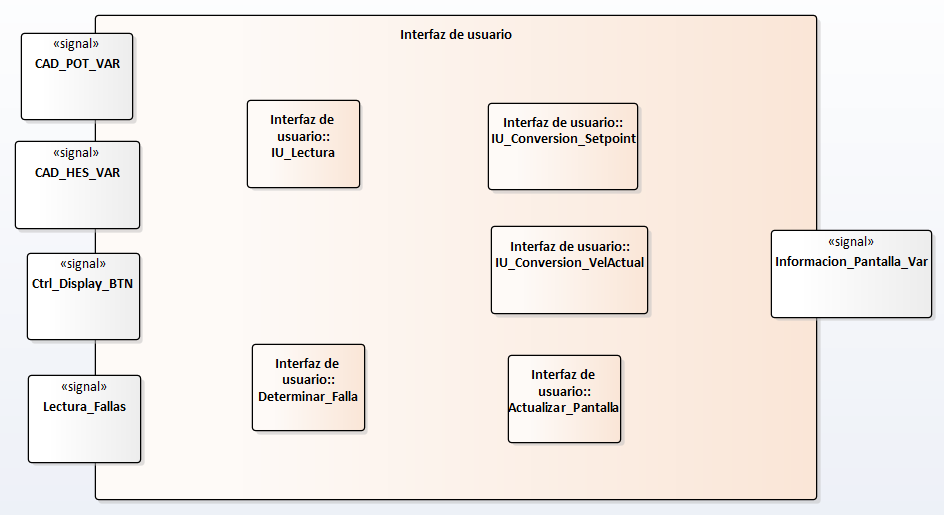 Interfaz de usuario
«signal»
CAD_POT_VAR
«signal»
CAD_HES_VAR
«signal»
Ctrl_Display_BTN
«signal»
Lectura_Fallas
Interfaz de
usuario::
IU_Lectura
Interfaz de usuario::
IU_Conversion_Setpoint
Interfaz de usuario::
IU_Conversion_VelActual
Interfaz de
usuario::
Determinar_Falla
Interfaz de
usuario::
Actualizar_Pantalla
«signal»
Informacion_Pantalla_Var